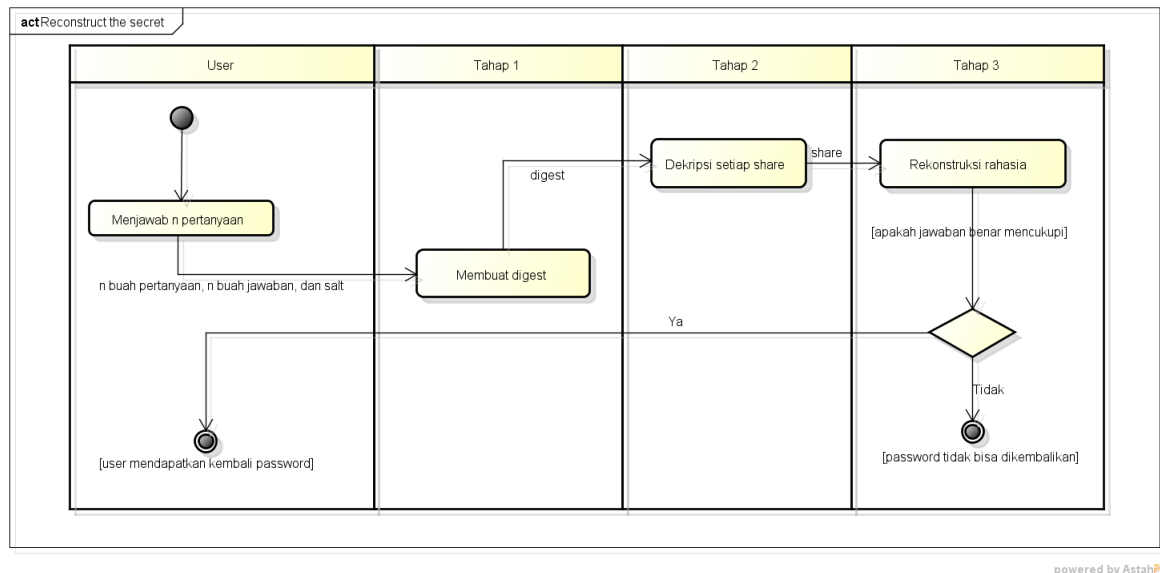 act Reconstruct the secret
User
Tahap 1
Tahap 2
Tahap 3
Menjawab n pertanyaan
n buah pertanyaan, n buah jawaban, dan salt
Membuat digest
digest
Dekripsi setiap share
share
Rekonstruksi rahasia
[apakah jawaban benar mencukupi]
Ya
Tidak
[user mendapatkan kembali password]
[password tidak bisa dikembalikan]
powered by Astah